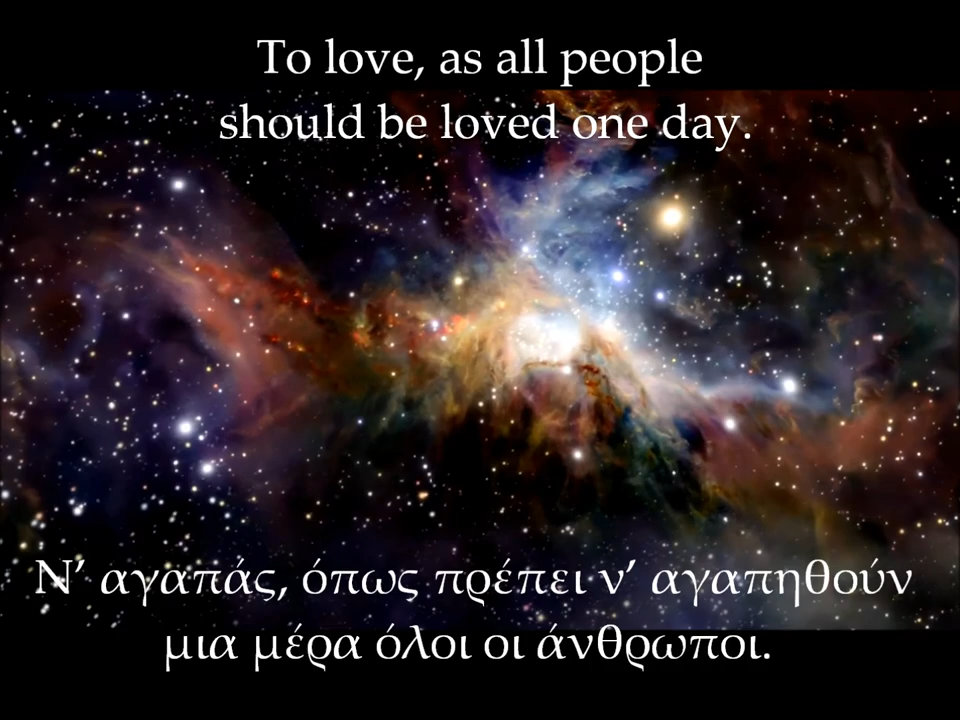 To love, as all people
should be loved one day.
Ν’ αγαπάς, όπως πρέπει ν’ αγαπηθούν
μια μέρα όλοι οι άνθρωποι.